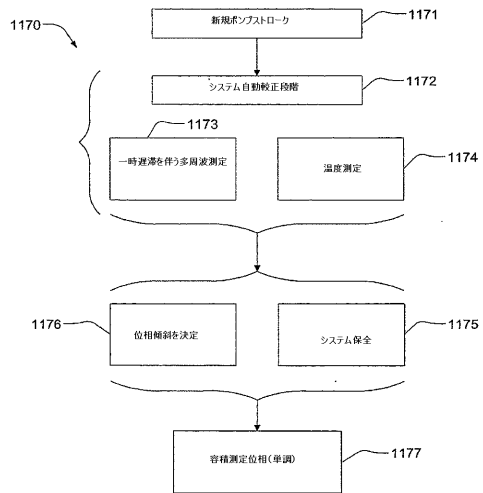 1170
新規ポンプストローク
1171
システム自動較正段階
1172
1173
一時遅滞を伴う多周波測定
温度測定
1174
1176
位相傾斜を決定
システム保全
1175
容積測定位相(単調)
1177